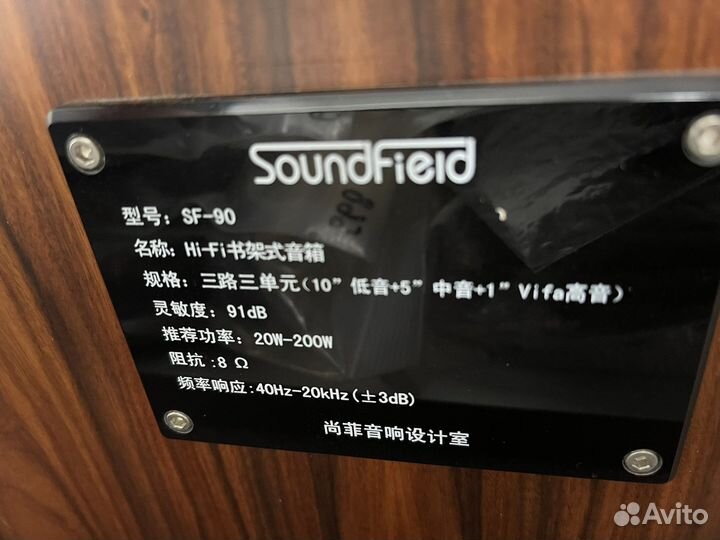 SoundField
型号：SF-90
名称：Hi-Fi书架式音箱
规格：三路三单元(10” 低音+5” 中音+1” Vifa高音)
灵敏度：91dB
推荐功率：20W-200W
阻抗:8 Ω
频率响应:40Hz-20kHz(±3dB)
尚菲音响设计室
Avito